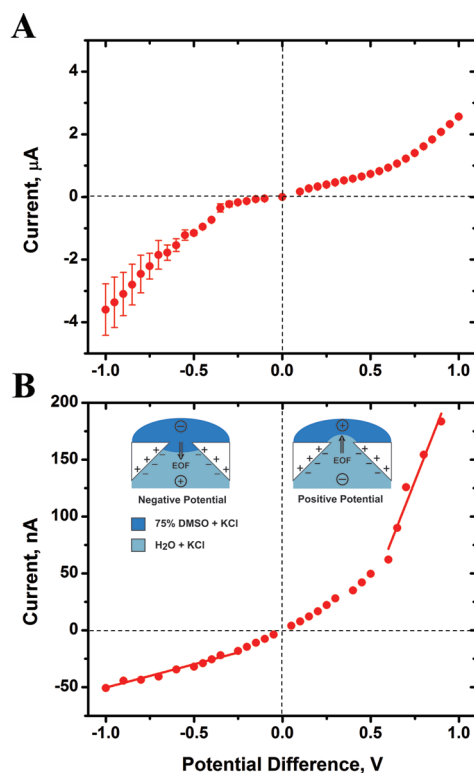 A
Current, μA
4
2
0
-2
-4
-1.0 -0.5 0.0 0.5 1.0
B
Current, nA
200
150
100
50
0
-50
− +
+ + + +
− − − −
EOF EOF
+ −
Negative Potential Positive Potential
75% DMSO + KCl
H2O + KCl
-1.0 -0.5 0.0 0.5 1.0
Potential Difference, V